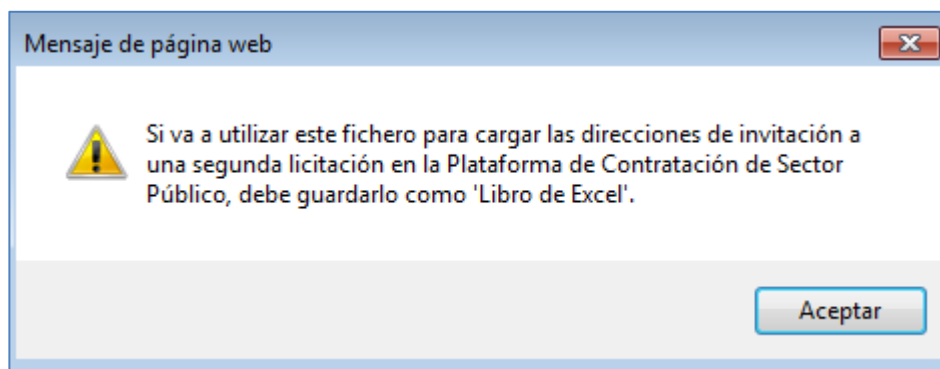 Mensaje de página web
Si va a utilizar este fichero para cargar las direcciones de invitación a
una segunda licitación en la Plataforma de Contratación de Sector
Público, debe guardarlo como 'Libro de Excel'.
Aceptar